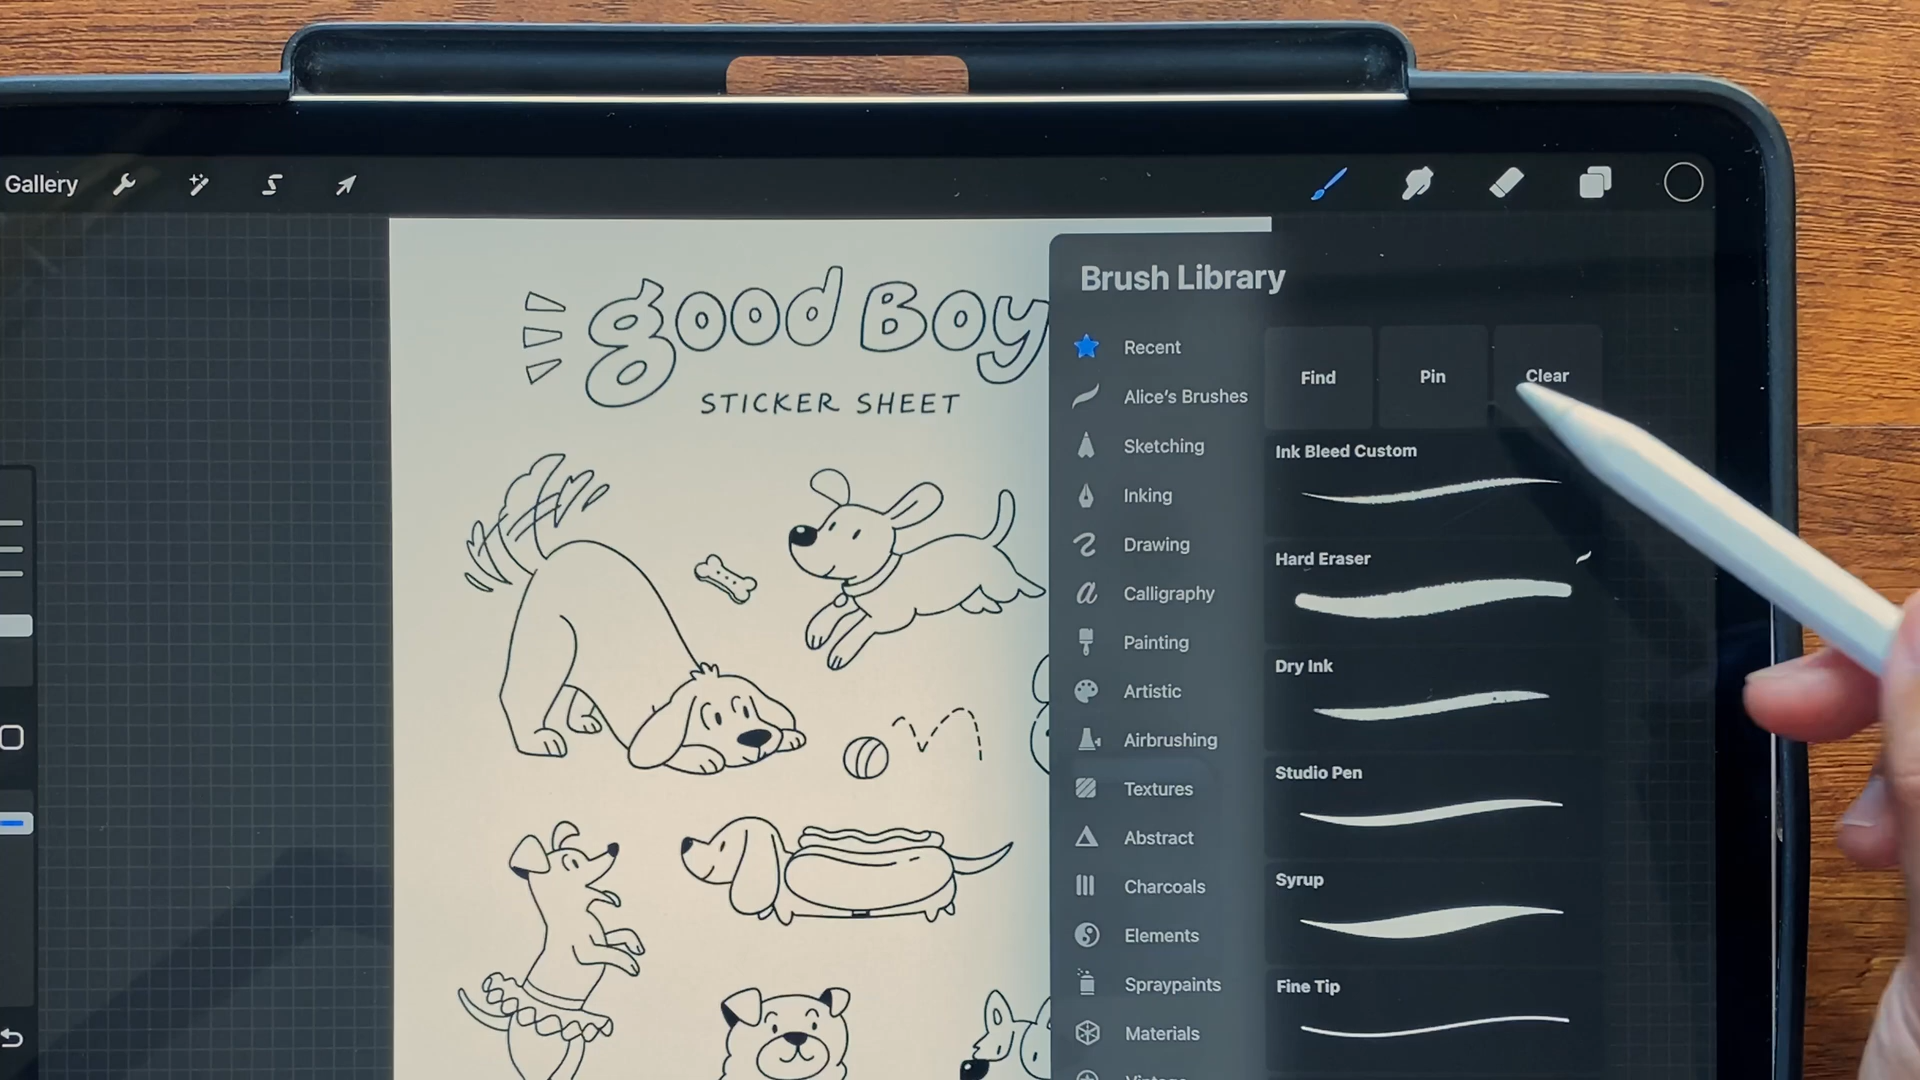 Gallery
good Boy
STICKER SHEET
Brush Library
Recent
Alice's Brushes
Sketching
Inking
Drawing
Calligraphy
Painting
Artistic
Airbrushing
Textures
Abstract
Charcoals
Elements
Spraypaints
Materials
Find
Pin
Clear
Ink Bleed Custom
Hard Eraser
Dry Ink
Studio Pen
Syrup
Fine Tip